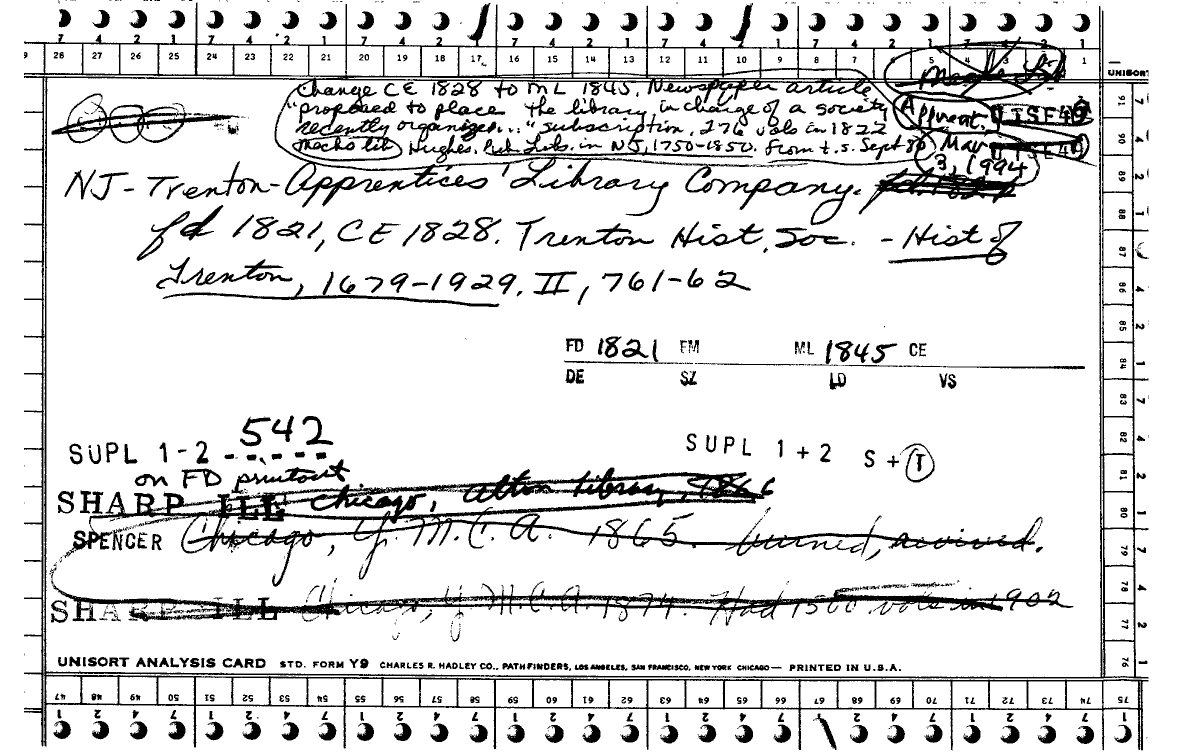 7 4 2 1 7 4 2 1 7 4 2 1 7 4 2 1 7 4 2 1 7 4 2 1 7 4 2 1
28 27 26 25 24 23 22 21 20 19 18 17 16 15 14 13 12 11 10 9 8 7 6 5 4 3 2 1
UNISORT
Change CE 1828 to ML 1845, Newspaper article
"proposed to place the library in charge of a society
recently organized..." subscription, 276 vols in 1822
Mechs lib Hughes. Pub Libs. in NJ, 1750-1850. From t.s. Sept 86
Apprent.
May
3, 1994
NJ-Trenton-Apprentices' Library Company.
fd 1821, CE 1828. Trenton Hist. Soc. - Hist of
Trenton, 1679-1929. II, 761-62
FD 1821 FM ML 1845 CE
DE SZ LD VS
SUPL 1-2 542
SUPL 1+2 S+T
on FD printout
SHARP ILL Chicago, Alton Library, 1866
SPENCER Chicago, Y.M.C.A. 1865. burned, revived.
SHARP ILL Chicago, Y.M.C.A. 1874. Had 1500 vols in 1902
91 90 89 88 87 86 85 84 83 82 81 80 79 78 77 76
7 4 2 1 7 4 2 1 7 4 2 1
UNISORT ANALYSIS CARD STD. FORM Y9 CHARLES R. HADLEY CO., PATHFINDERS, LOS ANGELES, SAN FRANCISCO, NEW YORK CHICAGO — PRINTED IN U.S.A.
47 48 49 50 51 52 53 54 55 56 57 58 59 60 61 62 63 64 65 66 67 68 69 70 71 72 73 74 75
1 2 4 7 1 2 4 7 1 2 4 7 1 2 4 7 1 2 4 7 1 2 4 7 1 2 4 7 1